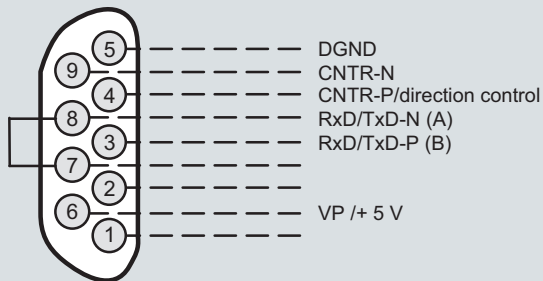 5 DGND
9 CNTR-N
4 CNTR-P/direction control
8 RxD/TxD-N (A)
3 RxD/TxD-P (B)
7
2
6 VP /+ 5 V
1